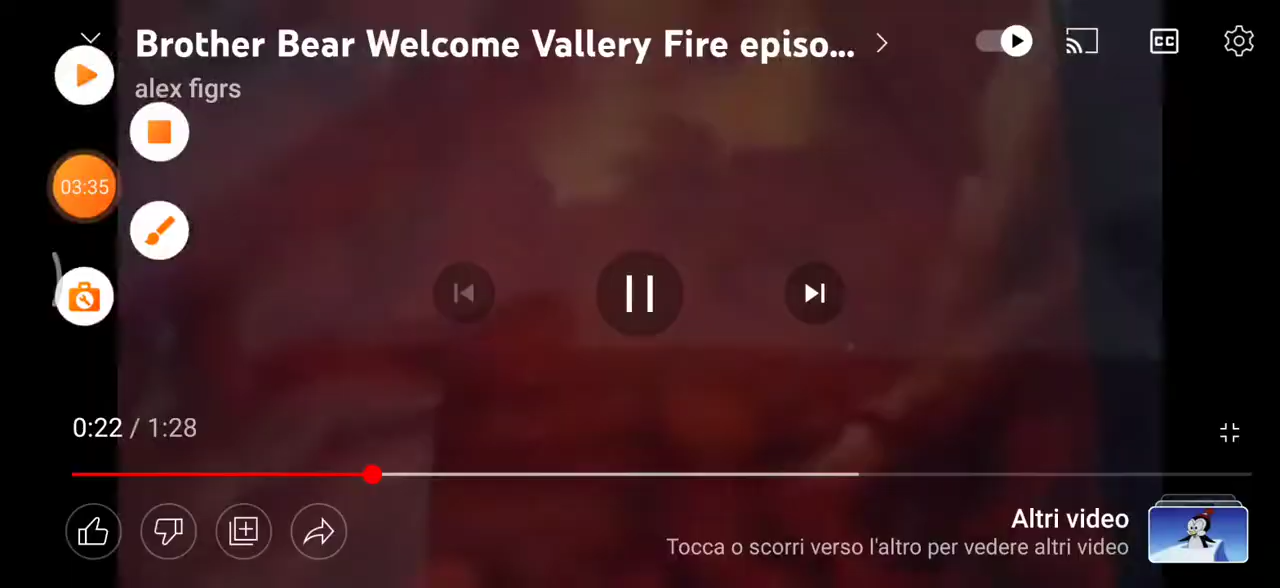 Brother Bear Welcome Vallery Fire episo...
alex figrs
CC
03:35
0:22 / 1:28
Altri video
Tocca o scorri verso l'altro per vedere altri video